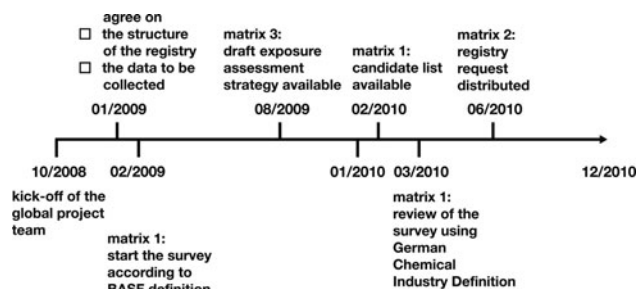 agree on
the structure
of the registry
the data to be
collected
matrix 3:
draft exposure
assessment
strategy available
matrix 1:
candidate list
available
matrix 2:
registry
request
distributed
01/2009
08/2009
02/2010
06/2010
10/2008
02/2009
01/2010
03/2010
12/2010
kick-off of the
global project
team
matrix 1:
start the survey
according to
BASF definition
matrix 1:
review of the
survey using
German
Chemical
Industry Definition